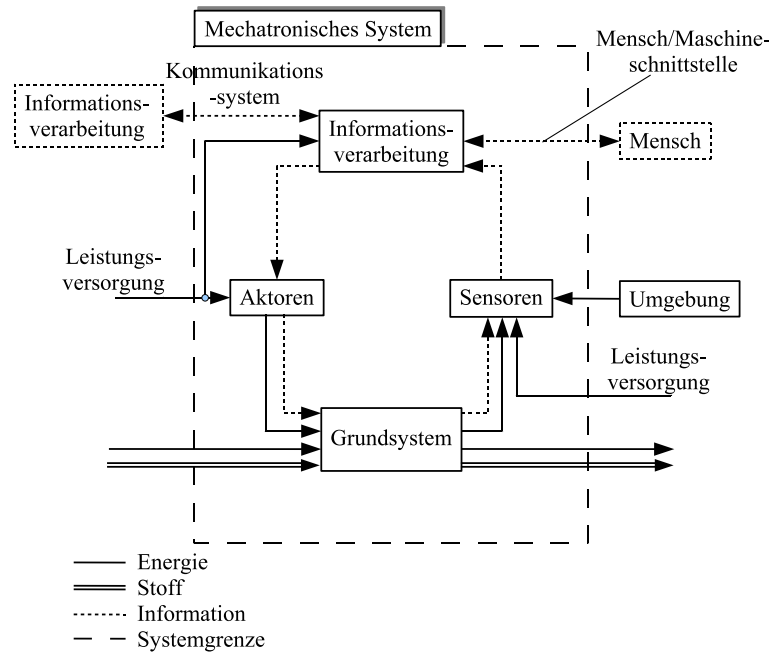 Mechatronisches System
Mensch/Maschine-
schnittstelle
Kommunikations
-system
Informations-
verarbeitung
Informations-
verarbeitung
Mensch
Leistungs-
versorgung
Aktoren
Sensoren
Umgebung
Leistungs-
versorgung
Grundsystem
Energie
Stoff
Information
Systemgrenze